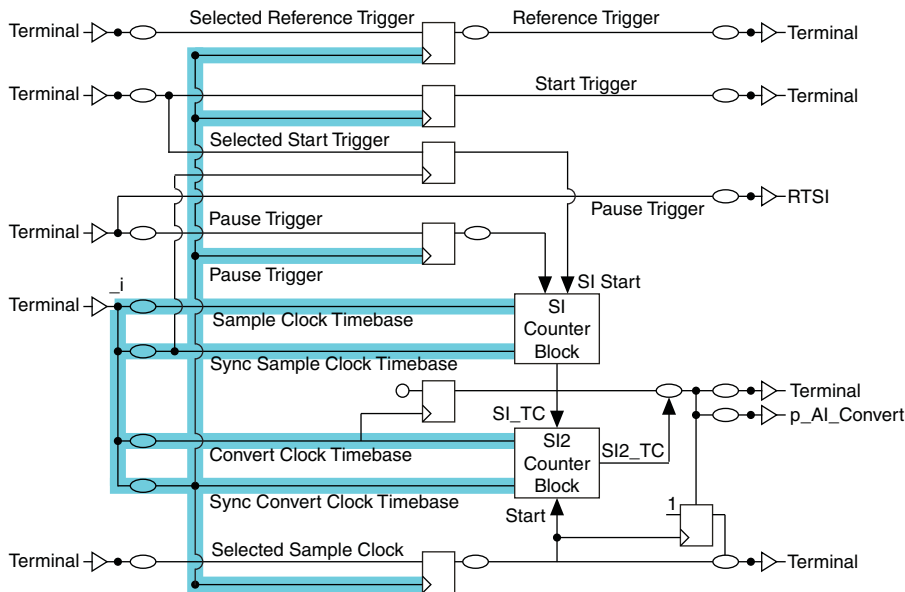 Selected Reference Trigger
Reference Trigger
Terminal
Terminal
Start Trigger
Terminal
Terminal
Selected Start Trigger
Pause Trigger
RTSI
Pause Trigger
Terminal
Pause Trigger
SI Start
_i
Terminal
SI
Counter
Block
Sample Clock Timebase
Sync Sample Clock Timebase
Terminal
SI_TC
p_AI_Convert
SI2
Counter
Block
SI2_TC
Convert Clock Timebase
Sync Convert Clock Timebase
Start
1
Selected Sample Clock
Terminal
Terminal